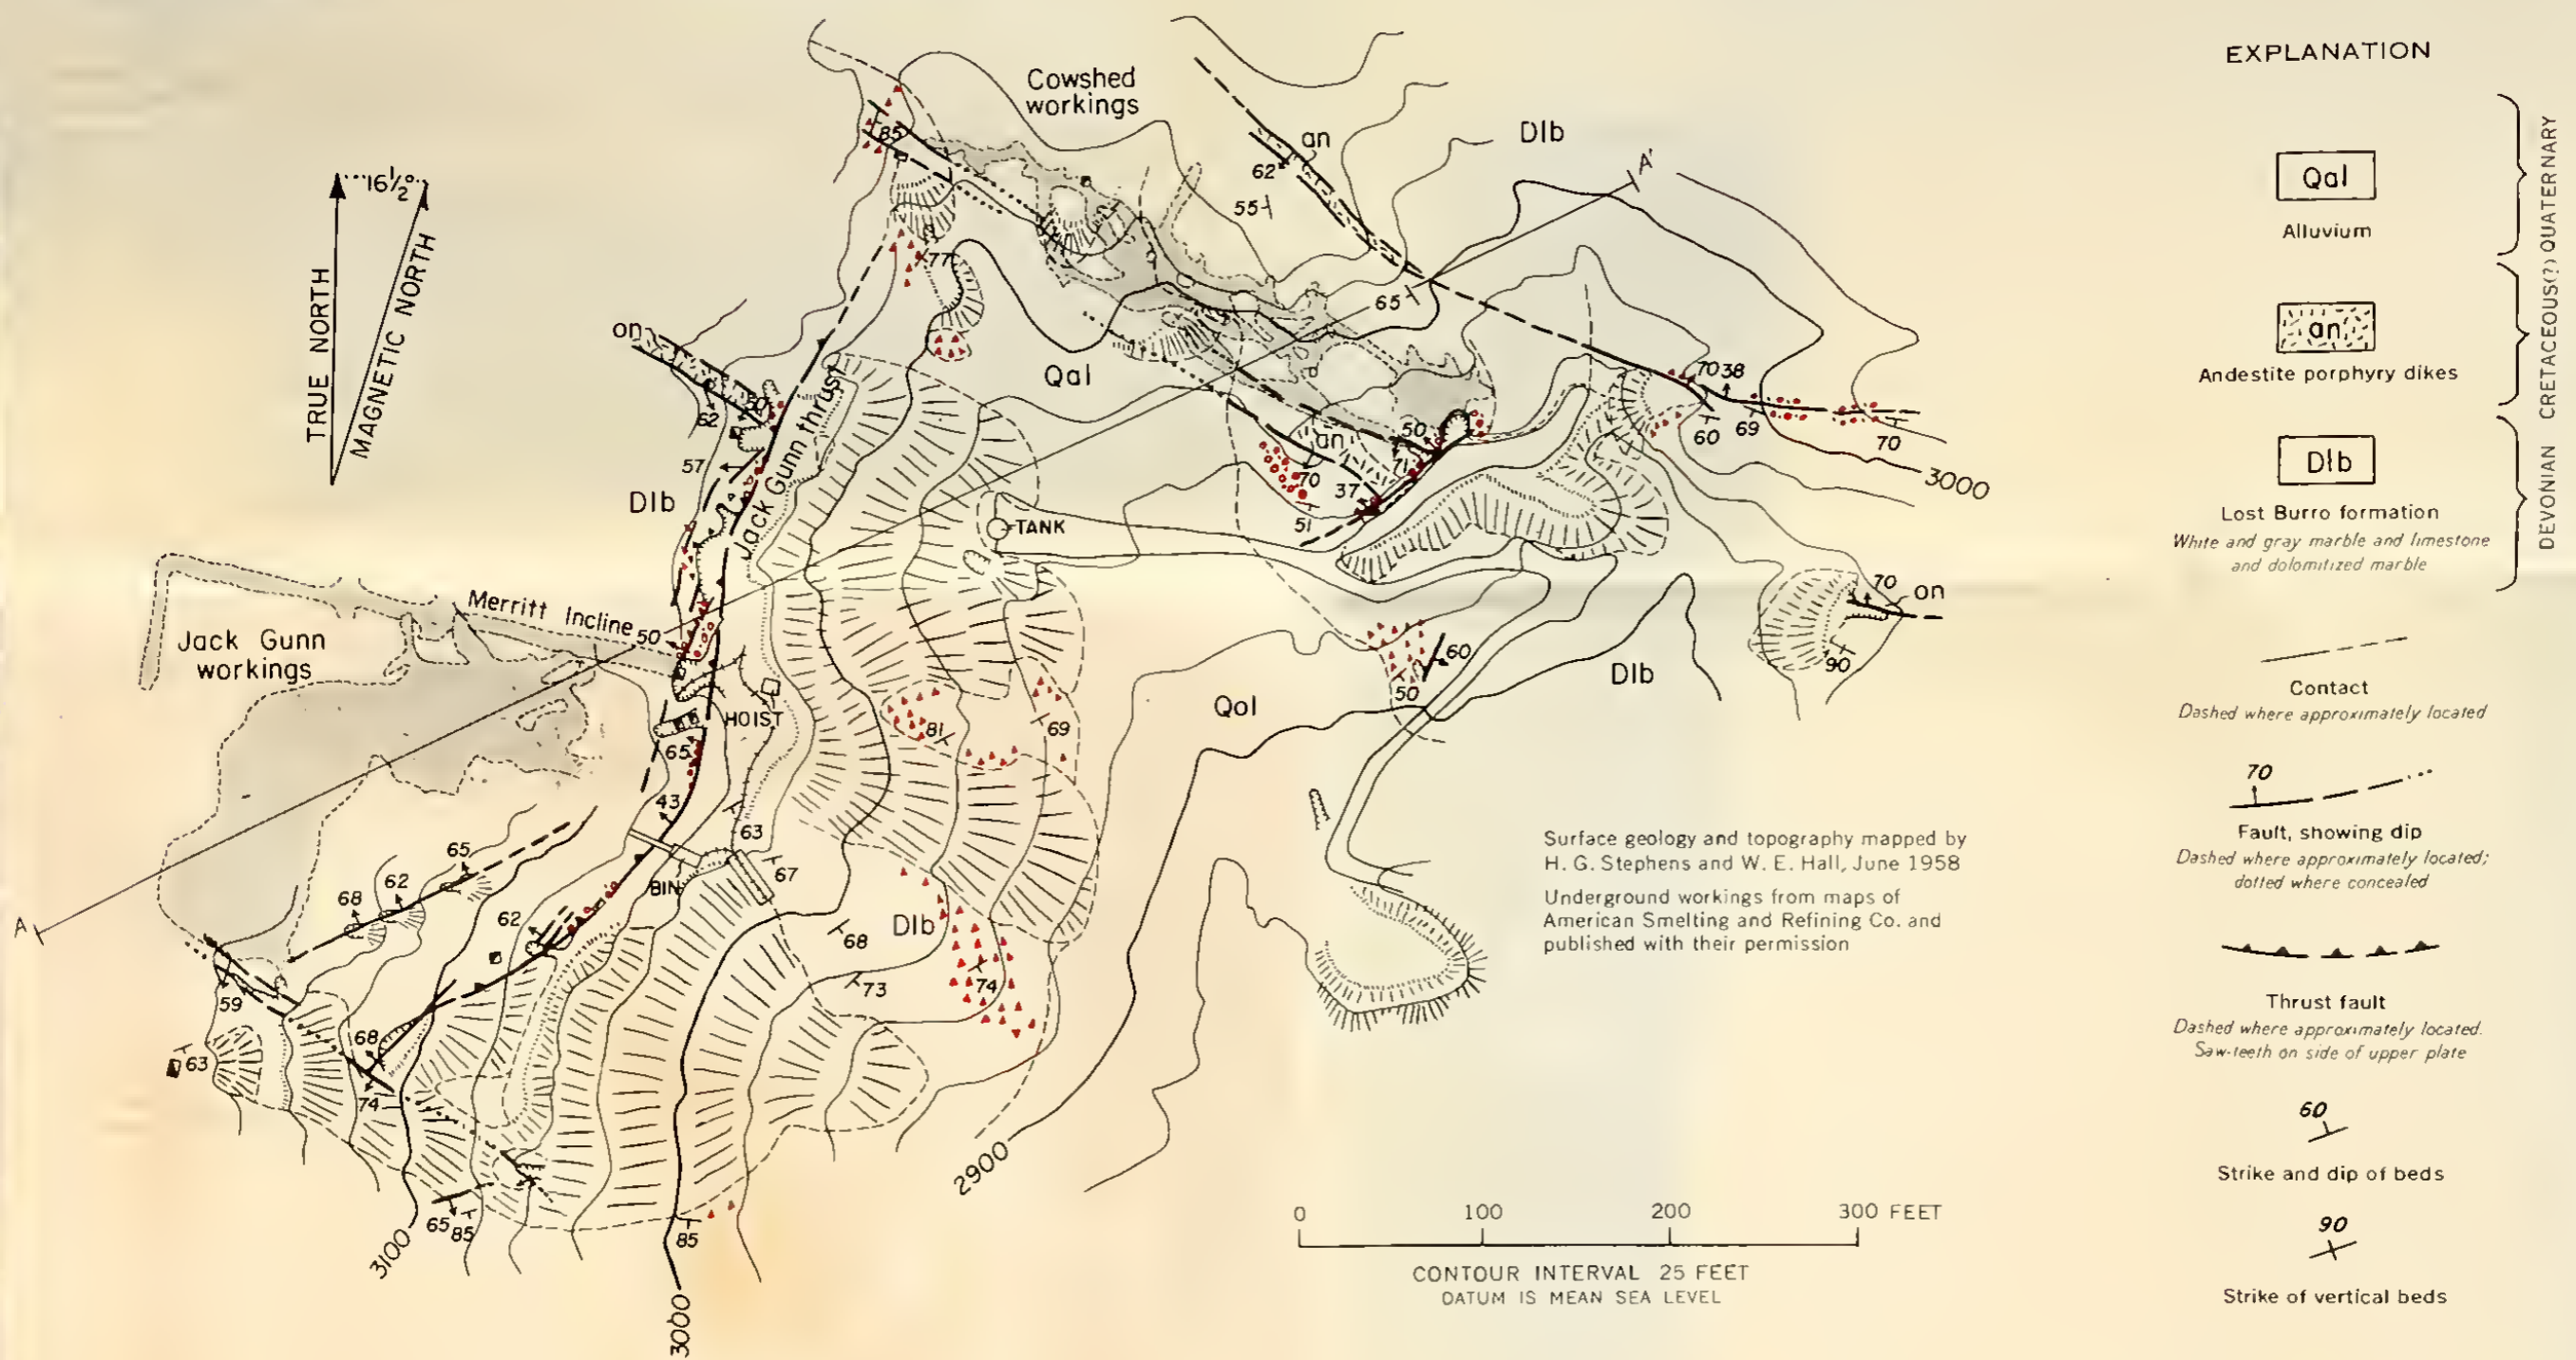 Cowshed
workings
Dlb
an
A'
62
55
85
77
16½°
TRUE NORTH
MAGNETIC NORTH
65
on
Qal
50
62
70 38
60
69
70
3000
Jack Gunn thrust
57
Dlb
an
50
71
70
37
51
TANK
70
on
90
Merritt Incline
50
Jack Gunn
workings
60
50
Dlb
Qol
HOIST
65
81
69
43
63
67
BIN
65
62
68
62
A
Dlb
68
73
74
59
63
68
74
65
85
85
2900
3100
3000
Surface geology and topography mapped by
H. G. Stephens and W. E. Hall, June 1958
Underground workings from maps of
American Smelting and Refining Co. and
published with their permission
0 100 200 300 FEET
CONTOUR INTERVAL 25 FEET
DATUM IS MEAN SEA LEVEL
EXPLANATION
Qal
Alluvium
QUATERNARY
an
Andestite porphyry dikes
CRETACEOUS(?)
Dlb
Lost Burro formation
White and gray marble and limestone
and dolomitized marble
DEVONIAN
Contact
Dashed where approximately located
70
Fault, showing dip
Dashed where approximately located;
dotted where concealed
Thrust fault
Dashed where approximately located.
Saw-teeth on side of upper plate
60
Strike and dip of beds
90
Strike of vertical beds